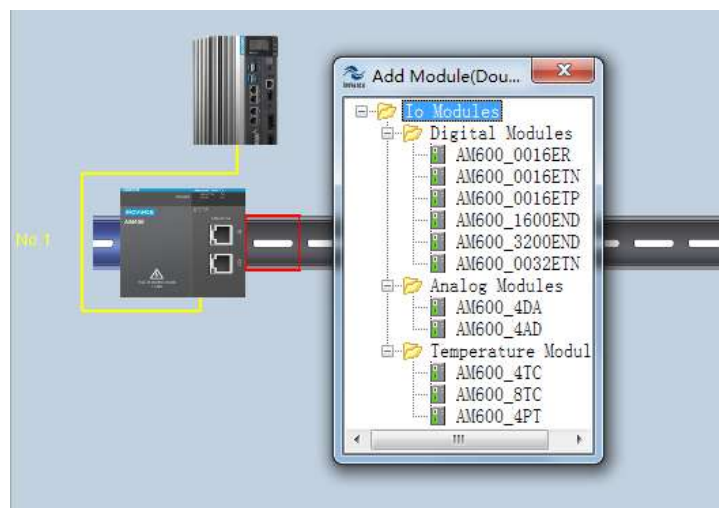 Add Module(Dou...
Io Modules
Digital Modules
AM600_0016ER
AM600_0016ETN
AM600_0016ETP
AM600_1600END
AM600_3200END
AM600_0032ETN
Analog Modules
AM600_4DA
AM600_4AD
Temperature Modul
AM600_4TC
AM600_8TC
AM600_4PT
No 1
INOVANCE